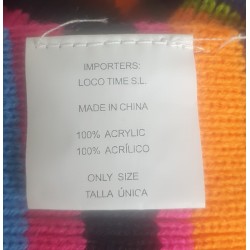 IMPORTERS:
LOCO TIME S.L.
MADE IN CHINA
100% ACRYLIC
100% ACRÍLICO
ONLY SIZE
TALLA ÚNICA